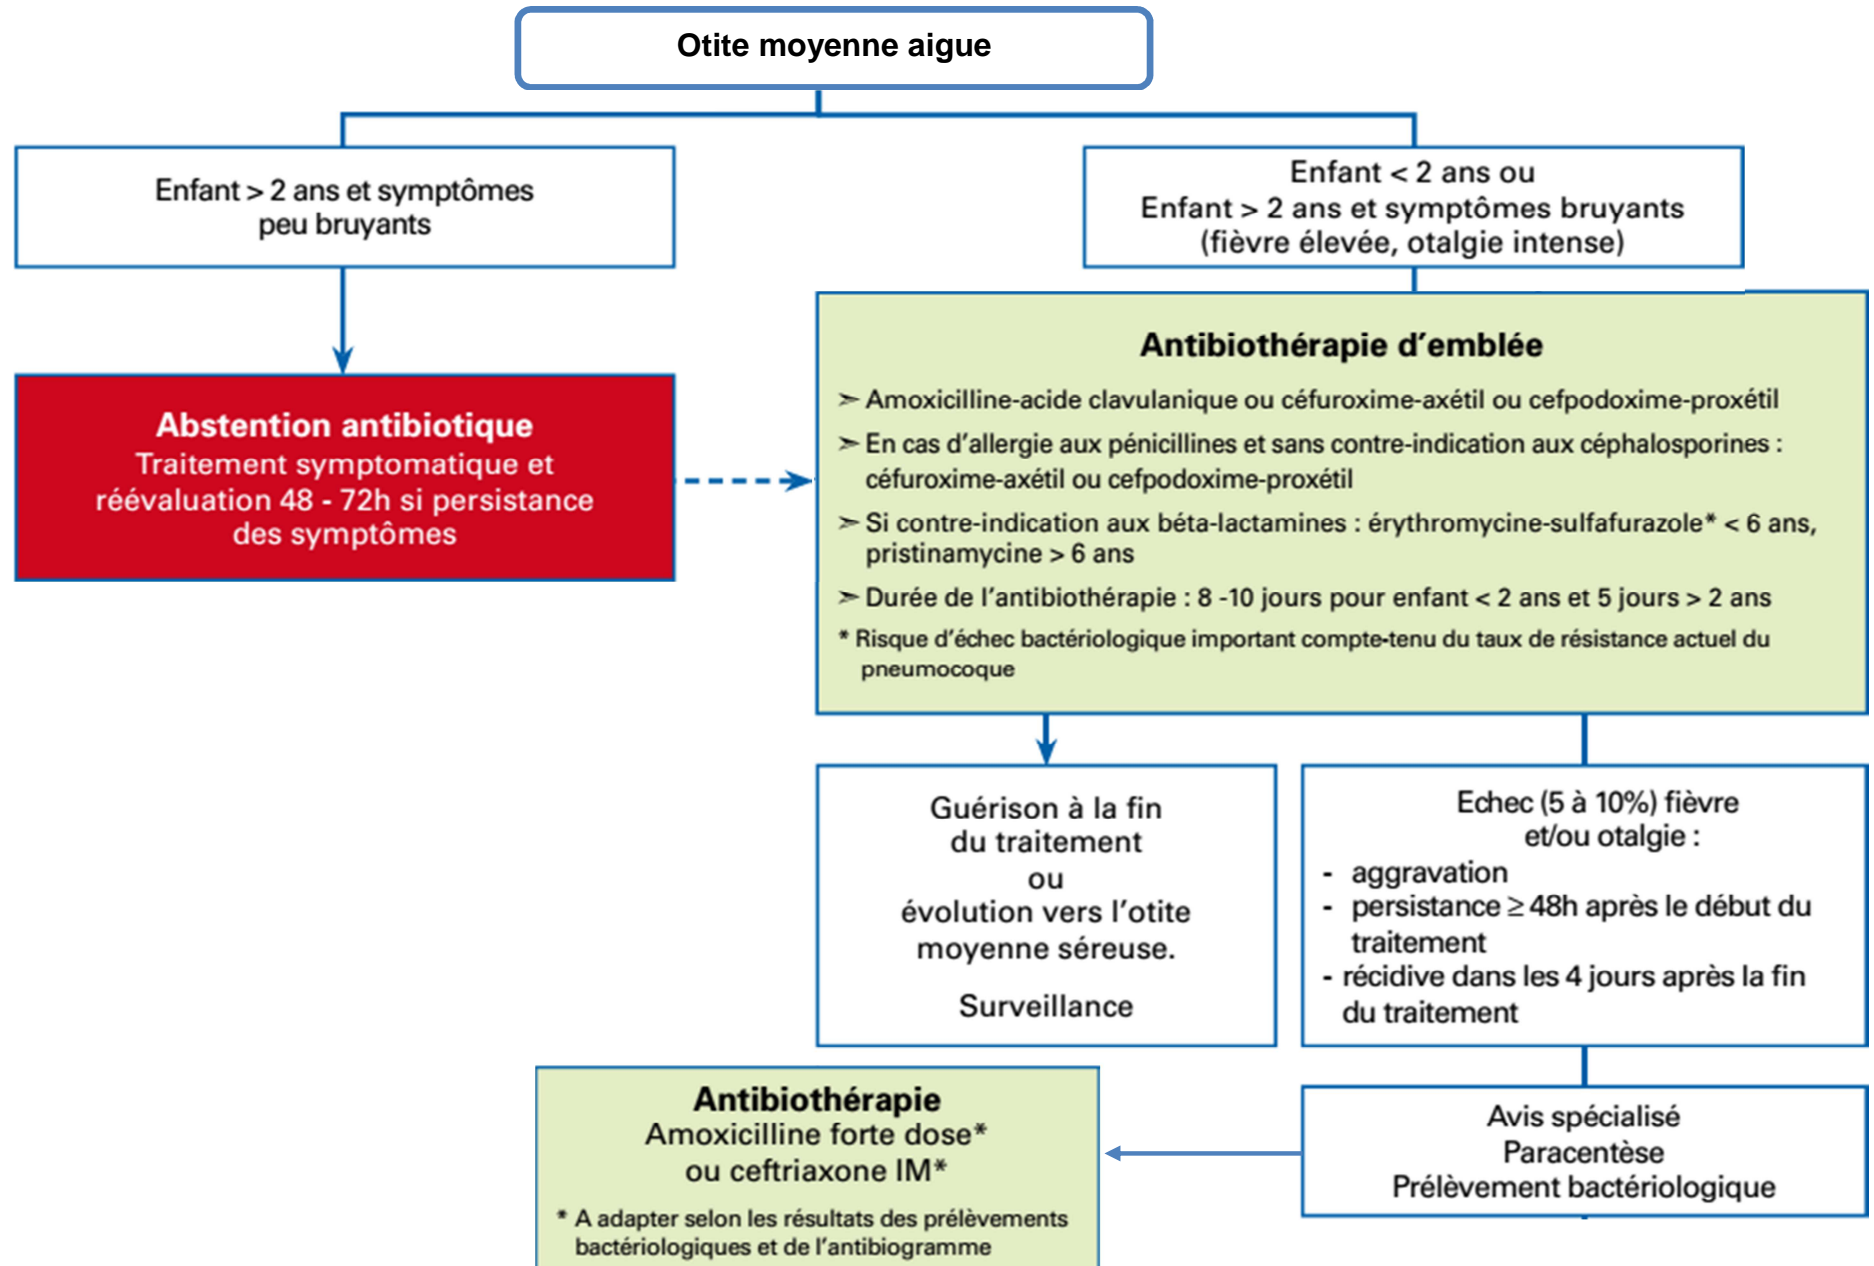 Otite moyenne aigue
Enfant > 2 ans et symptômes
peu bruyants
Enfant < 2 ans ou
Enfant > 2 ans et symptômes bruyants
(fièvre élevée, otalgie intense)
Abstention antibiotique
Traitement symptomatique et
réévaluation 48 - 72h si persistance
des symptômes
Antibiothérapie d'emblée
➣ Amoxicilline-acide clavulanique ou céfuroxime-axétil ou cefpodoxime-proxétil
➣ En cas d'allergie aux pénicillines et sans contre-indication aux céphalosporines :
céfuroxime-axétil ou cefpodoxime-proxétil
➣ Si contre-indication aux béta-lactamines : érythromycine-sulfafurazole* < 6 ans,
pristinamycine > 6 ans
➣ Durée de l'antibiothérapie : 8 -10 jours pour enfant < 2 ans et 5 jours > 2 ans
* Risque d'échec bactériologique important compte-tenu du taux de résistance actuel du
pneumocoque
Guérison à la fin
du traitement
ou
évolution vers l'otite
moyenne séreuse.
Surveillance
Echec (5 à 10%) fièvre
et/ou otalgie :
- aggravation
- persistance ≥ 48h après le début du
traitement
- récidive dans les 4 jours après la fin
du traitement
Avis spécialisé
Paracentèse
Prélèvement bactériologique
Antibiothérapie
Amoxicilline forte dose*
ou ceftriaxone IM*
* A adapter selon les résultats des prélèvements
bactériologiques et de l'antibiogramme